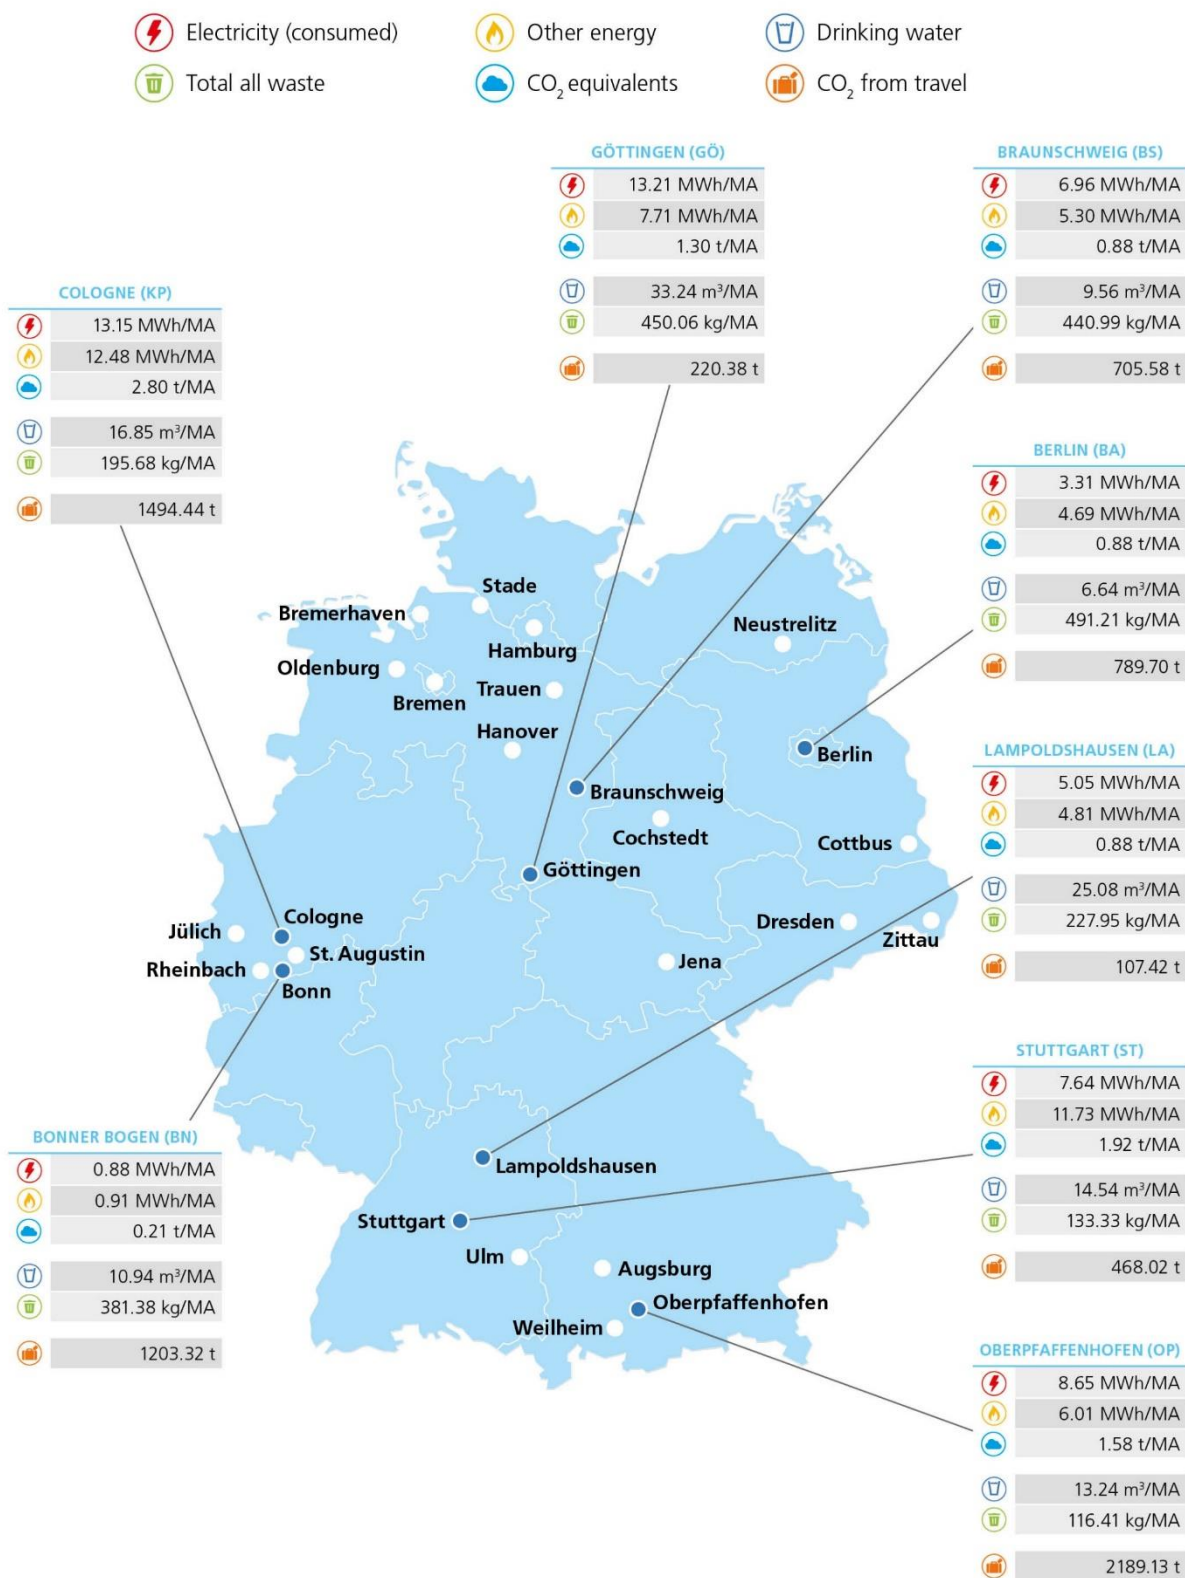 Electricity (consumed)
Other energy
Drinking water
Total all waste
CO₂ equivalents
CO₂ from travel
GÖTTINGEN (GÖ)
13.21 MWh/MA
7.71 MWh/MA
1.30 t/MA
33.24 m³/MA
450.06 kg/MA
220.38 t
BRAUNSCHWEIG (BS)
6.96 MWh/MA
5.30 MWh/MA
0.88 t/MA
9.56 m³/MA
440.99 kg/MA
705.58 t
COLOGNE (KP)
13.15 MWh/MA
12.48 MWh/MA
2.80 t/MA
16.85 m³/MA
195.68 kg/MA
1494.44 t
BERLIN (BA)
3.31 MWh/MA
4.69 MWh/MA
0.88 t/MA
6.64 m³/MA
491.21 kg/MA
789.70 t
Stade
Bremerhaven
Hamburg
Neustrelitz
Oldenburg
Bremen
Trauen
Hanover
Berlin
Braunschweig
Cochstedt
Cottbus
Göttingen
Cologne
Jülich
St. Augustin
Rheinbach
Bonn
Dresden
Zittau
Jena
LAMPOLDSHAUSEN (LA)
5.05 MWh/MA
4.81 MWh/MA
0.88 t/MA
25.08 m³/MA
227.95 kg/MA
107.42 t
STUTTGART (ST)
7.64 MWh/MA
11.73 MWh/MA
1.92 t/MA
14.54 m³/MA
133.33 kg/MA
468.02 t
BONNER BOGEN (BN)
0.88 MWh/MA
0.91 MWh/MA
0.21 t/MA
10.94 m³/MA
381.38 kg/MA
1203.32 t
Lampoldshausen
Stuttgart
Ulm
Augsburg
Oberpfaffenhofen
Weilheim
OBERPFAFFENHOFEN (OP)
8.65 MWh/MA
6.01 MWh/MA
1.58 t/MA
13.24 m³/MA
116.41 kg/MA
2189.13 t